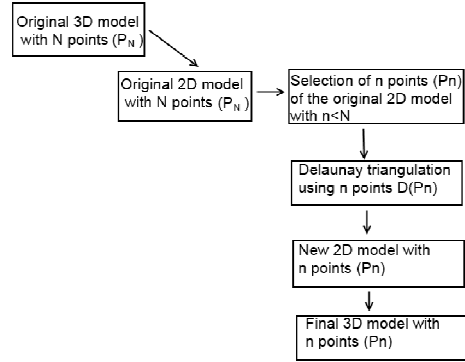 Original 3D model
with N points (P_N )
Original 2D model
with N points (P_N )
Selection of n points (Pn)
of the original 2D model
with n<N
Delaunay triangulation
using n points D(Pn)
New 2D model with
n points (Pn)
Final 3D model with
n points (Pn)